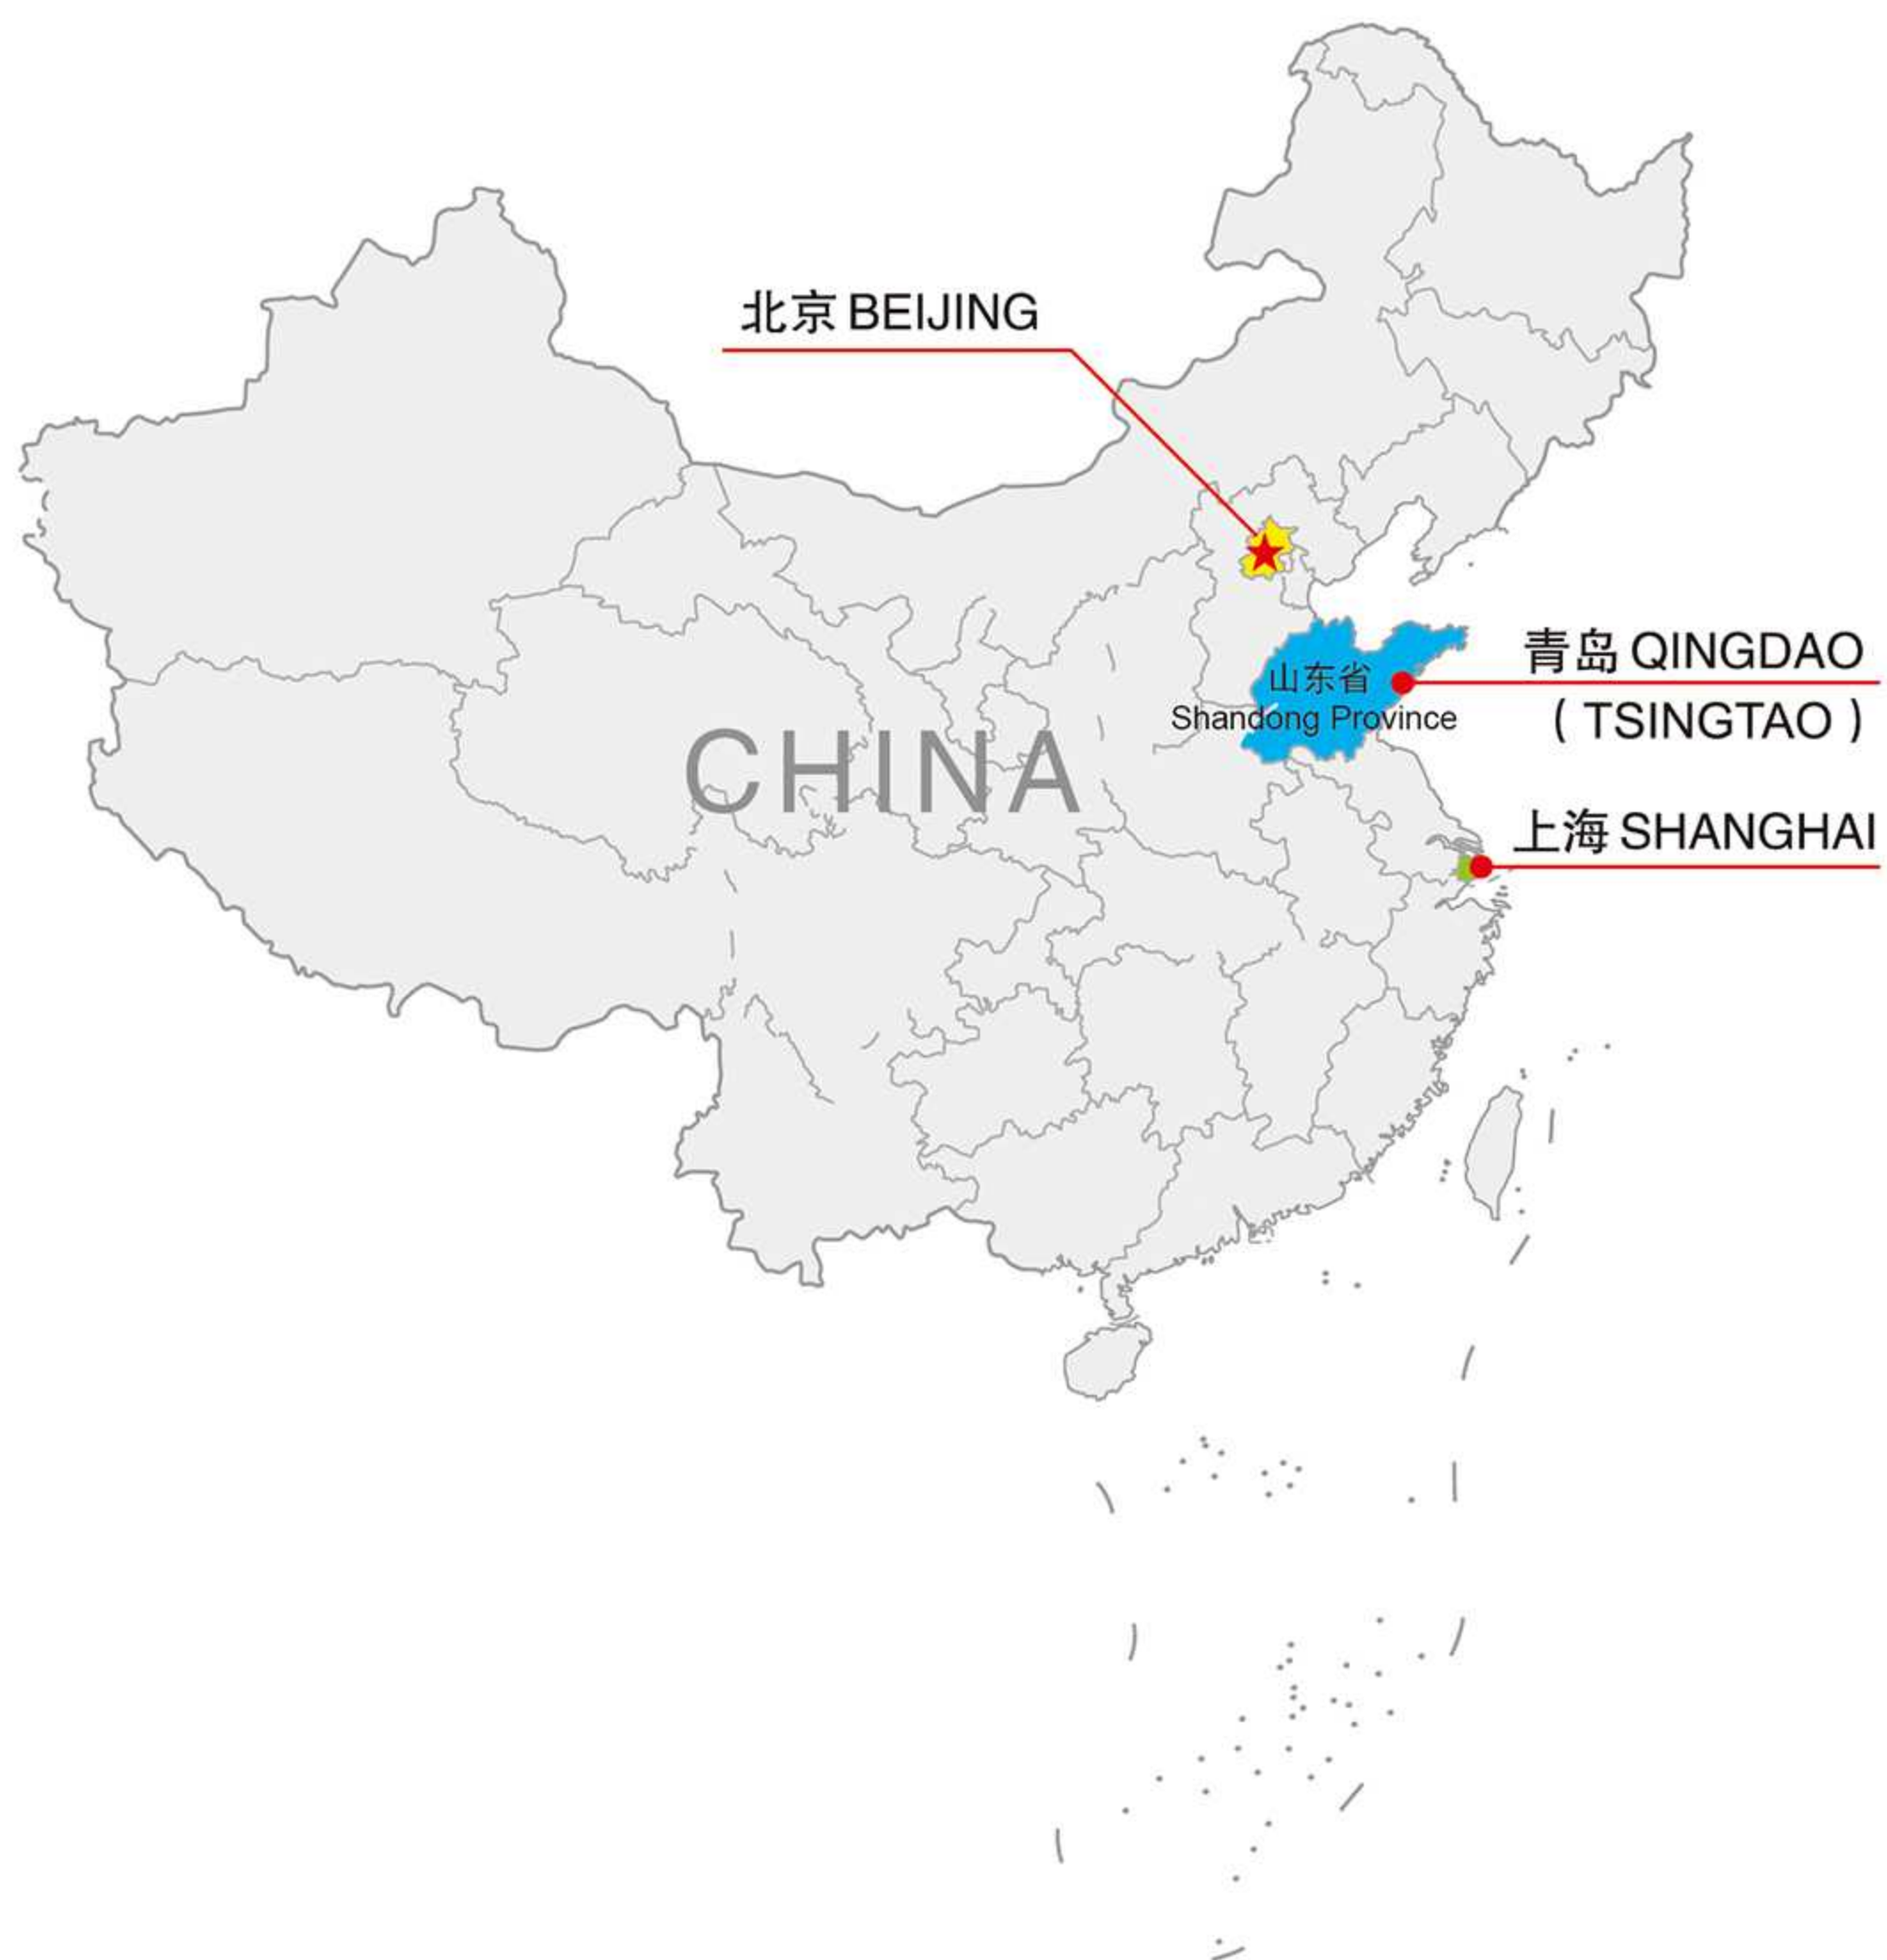 北京 BEIJING
山东省
Shandong Province
青岛 QINGDAO
( TSINGTAO )
CHINA
上海 SHANGHAI